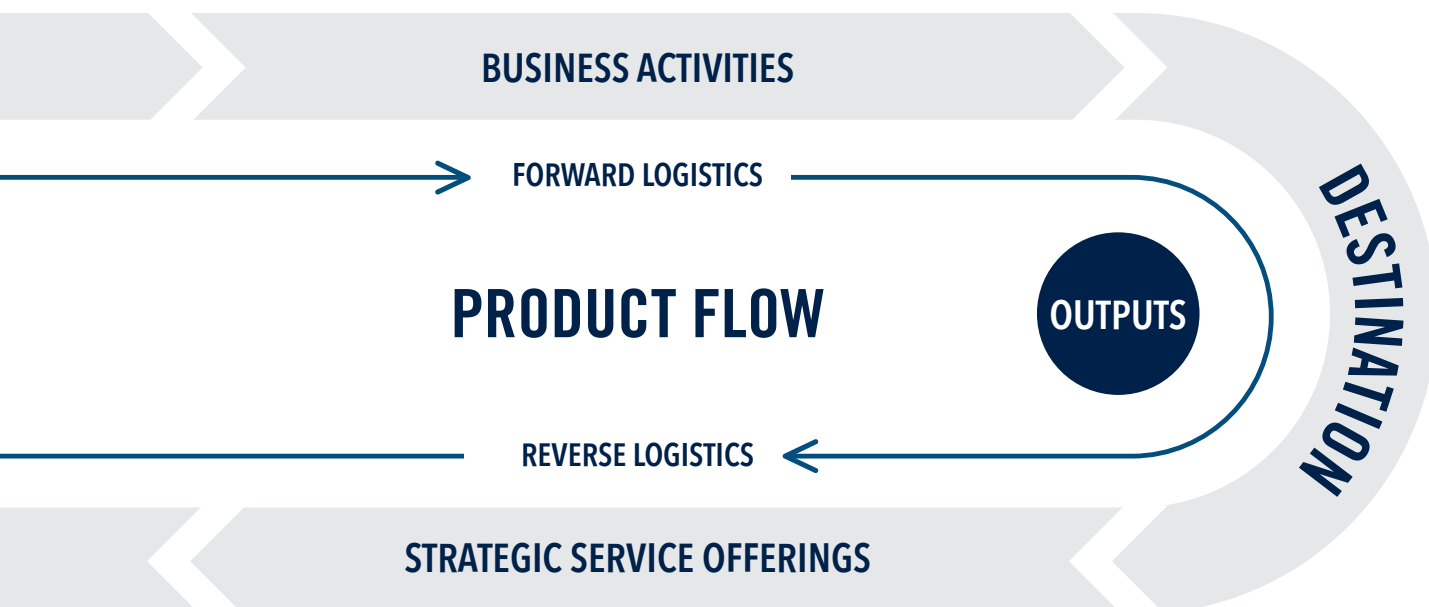 BUSINESS ACTIVITIES
FORWARD LOGISTICS
PRODUCT FLOW
OUTPUTS
DESTINATION
REVERSE LOGISTICS
STRATEGIC SERVICE OFFERINGS